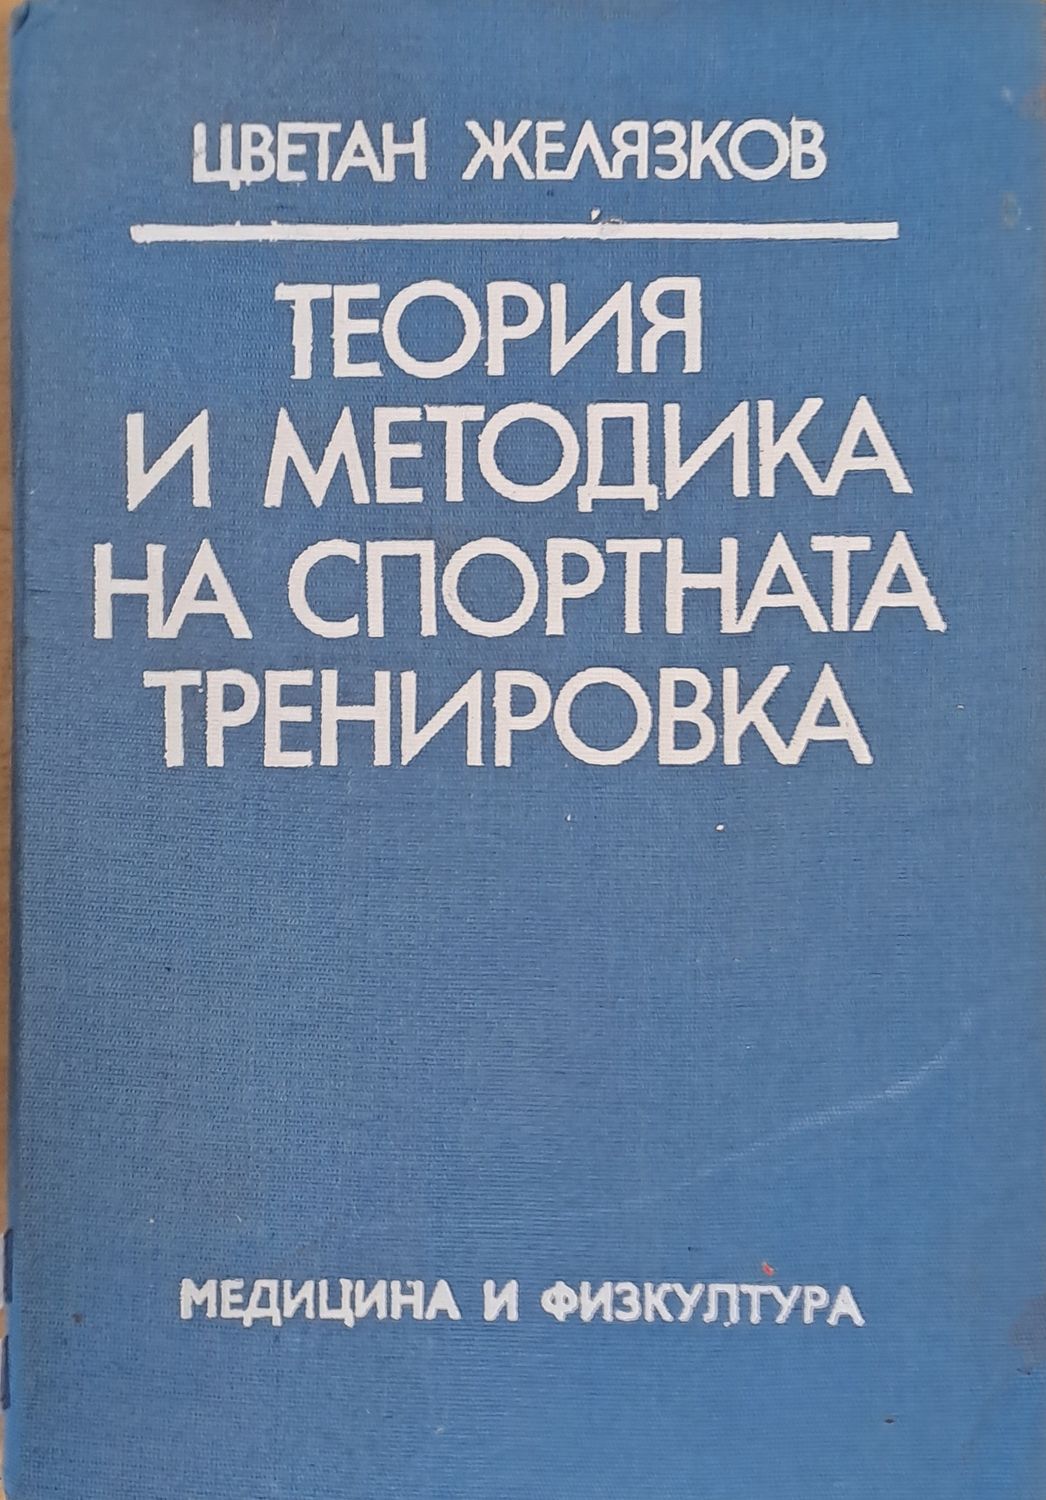 ЦВЕТАН ЖЕЛЯЗКОВ
ТЕОРИЯ
И МЕТОДИКА
НА СПОРТНАТА
ТРЕНИРОВКА
МЕДИЦИНА И ФИЗКУЛТУРА